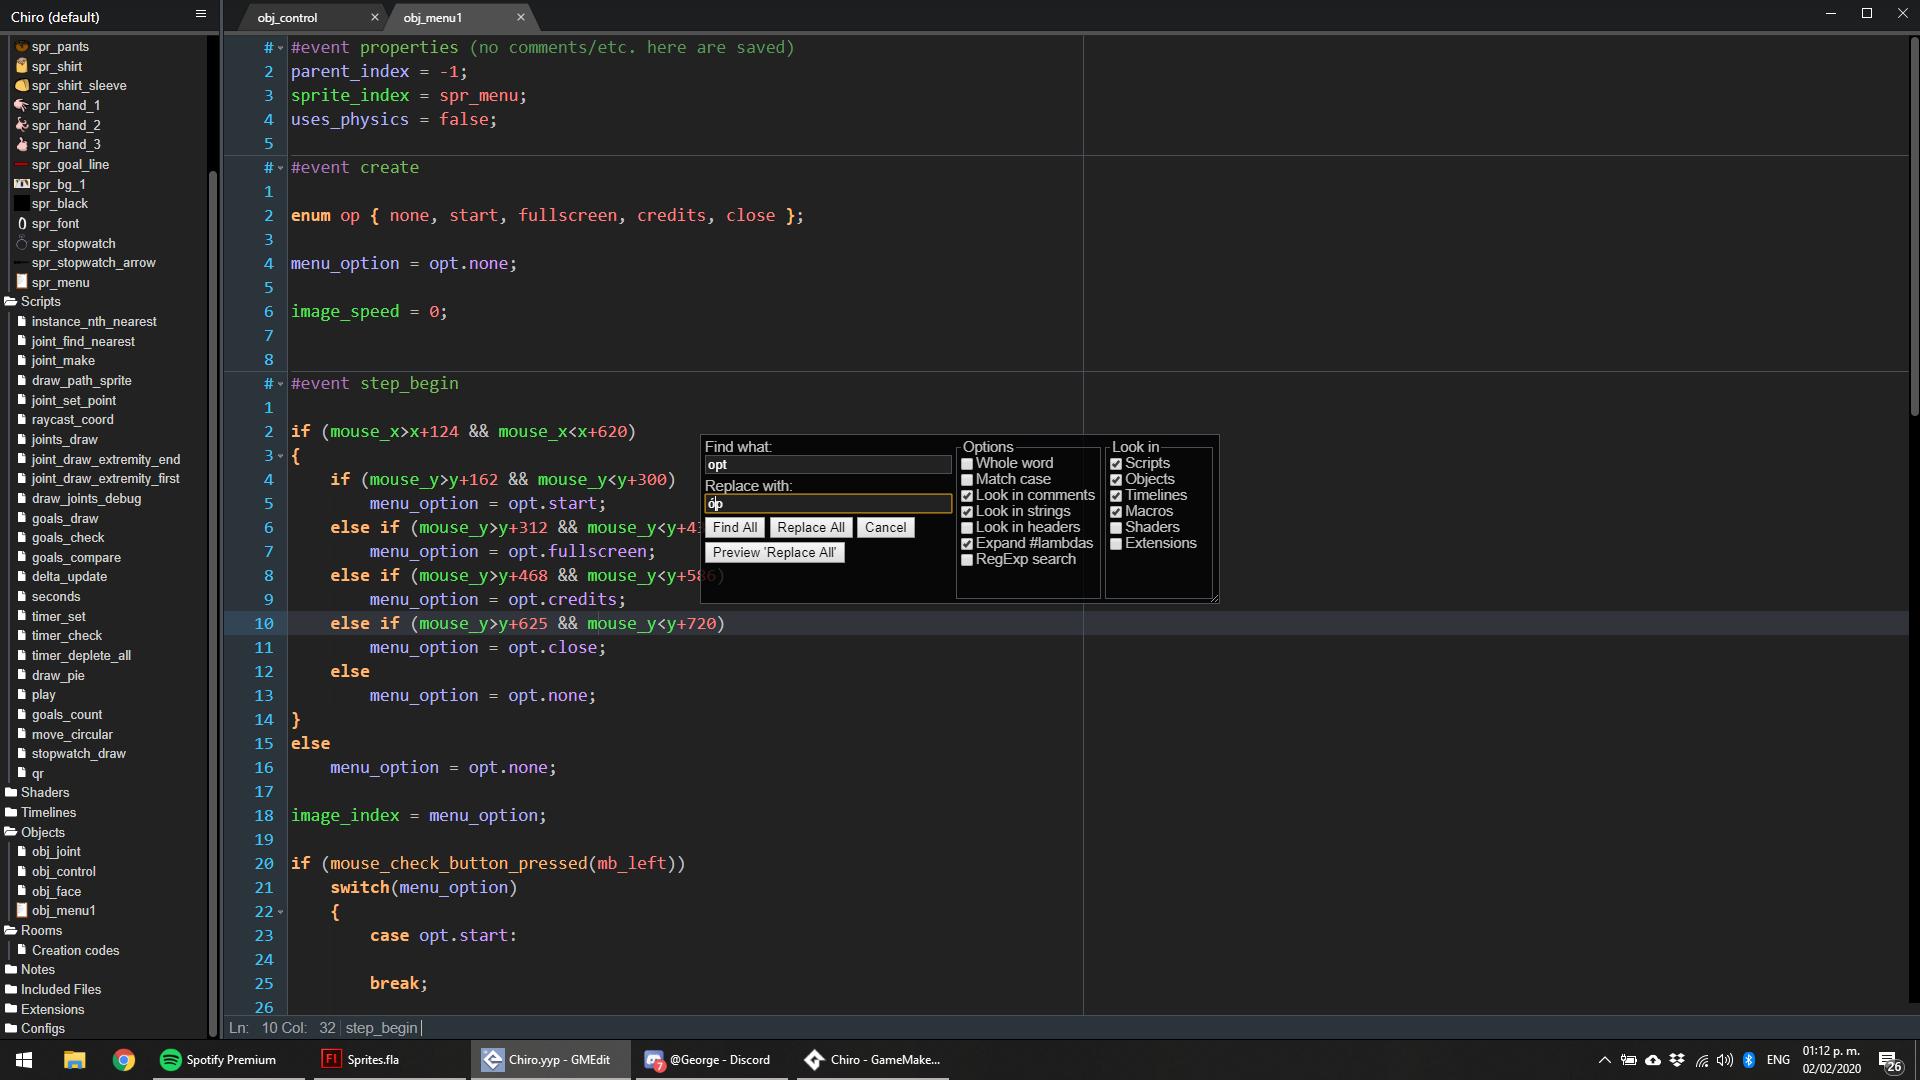 Chiro (default)
obj_control
obj_menu1
spr_pants
spr_shirt
spr_shirt_sleeve
spr_hand_1
spr_hand_2
spr_hand_3
spr_goal_line
spr_bg_1
spr_black
spr_font
spr_stopwatch
spr_stopwatch_arrow
spr_menu
Scripts
instance_nth_nearest
joint_find_nearest
joint_make
draw_path_sprite
joint_set_point
raycast_coord
joints_draw
joint_draw_extremity_end
joint_draw_extremity_first
draw_joints_debug
goals_draw
goals_check
goals_compare
delta_update
seconds
timer_set
timer_check
timer_deplete_all
draw_pie
play
goals_count
move_circular
stopwatch_draw
qr
Shaders
Timelines
Objects
obj_joint
obj_control
obj_face
obj_menu1
Rooms
Creation codes
Notes
Included Files
Extensions
Configs
# #event properties (no comments/etc. here are saved)
2 parent_index = -1;
3 sprite_index = spr_menu;
4 uses_physics = false;
5
# #event create
1
2 enum op { none, start, fullscreen, credits, close };
3
4 menu_option = opt.none;
5
6 image_speed = 0;
7
8
# #event step_begin
1
2 if (mouse_x>x+124 && mouse_x<x+620)
3 {
4 if (mouse_y>y+162 && mouse_y<y+300)
5 menu_option = opt.start;
6 else if (mouse_y>y+312 && mouse_y<y+4
7 menu_option = opt.fullscreen;
8 else if (mouse_y>y+468 && mouse_y<y+586)
9 menu_option = opt.credits;
10 else if (mouse_y>y+625 && mouse_y<y+720)
11 menu_option = opt.close;
12 else
13 menu_option = opt.none;
14 }
15 else
16 menu_option = opt.none;
17
18 image_index = menu_option;
19
20 if (mouse_check_button_pressed(mb_left))
21 switch(menu_option)
22 {
23 case opt.start:
24
25 break;
26
Find what:
opt
Replace with:
óp
Find All Replace All Cancel
Preview 'Replace All'
Options
Whole word
Match case
Look in comments
Look in strings
Look in headers
Expand #lambdas
RegExp search
Look in
Scripts
Objects
Timelines
Macros
Shaders
Extensions
Ln: 10 Col: 32 step_begin
Spotify Premium
Fl Sprites.fla
Chiro.yyp - GMEdit
7 @George - Discord
Chiro - GameMake...
ENG
01:12 p. m.
02/02/2020
26